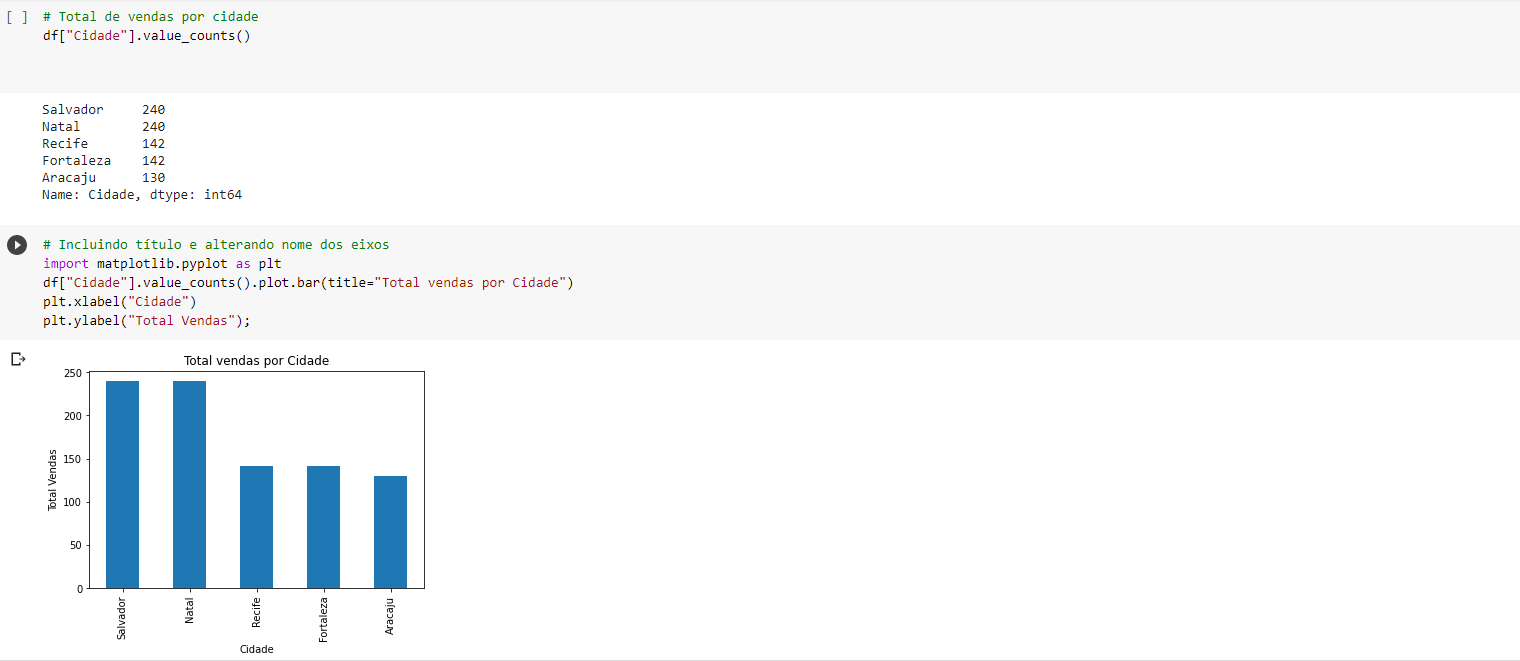 [ ] # Total de vendas por cidade
df["Cidade"].value_counts()
Salvador 240
Natal 240
Recife 142
Fortaleza 142
Aracaju 130
Name: Cidade, dtype: int64
# Incluindo título e alterando nome dos eixos
import matplotlib.pyplot as plt
df["Cidade"].value_counts().plot.bar(title="Total vendas por Cidade")
plt.xlabel("Cidade")
plt.ylabel("Total Vendas");
Total vendas por Cidade
250
200
150
100
50
0
Total Vendas
Salvador
Natal
Recife
Fortaleza
Aracaju
Cidade